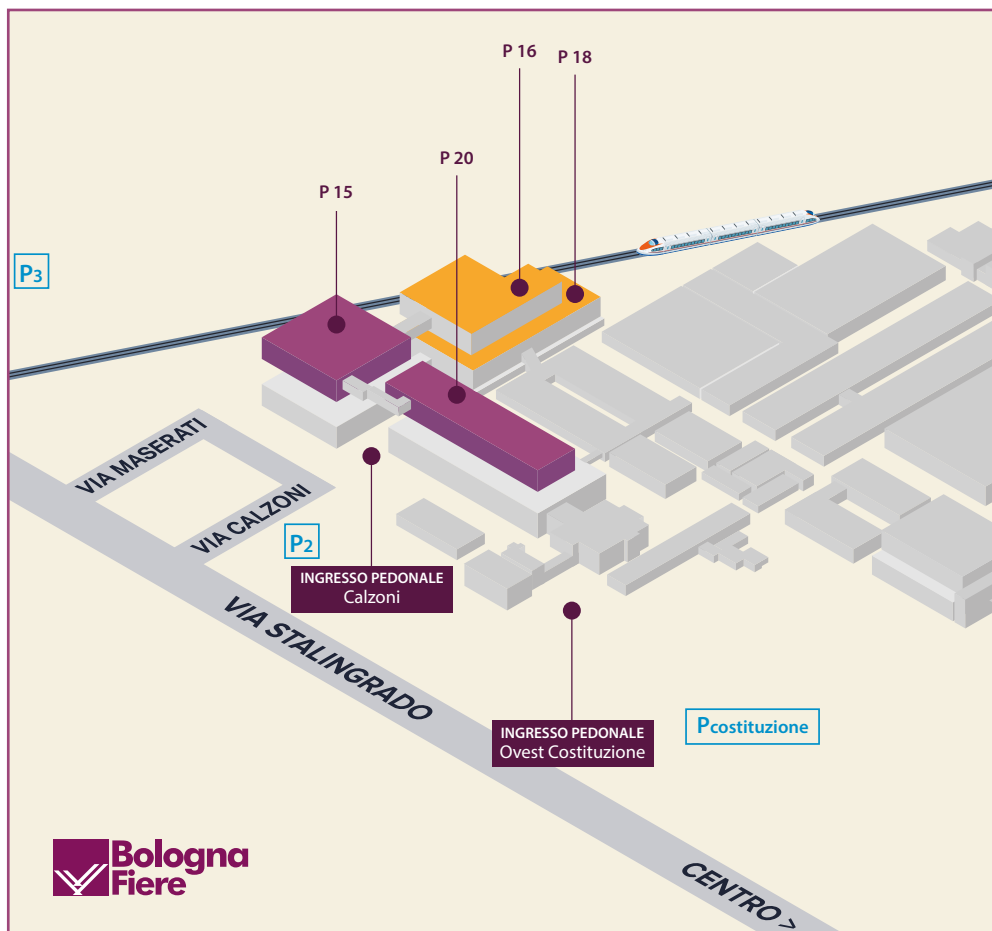 P 16
P 18
P 20
P 15
P3
VIA MASERATI
VIA CALZONI
P2
INGRESSO PEDONALE
Calzoni
VIA STALINGRADO
INGRESSO PEDONALE
Ovest Costituzione
Pcostituzione
Bologna
Fiere
CENTRO >